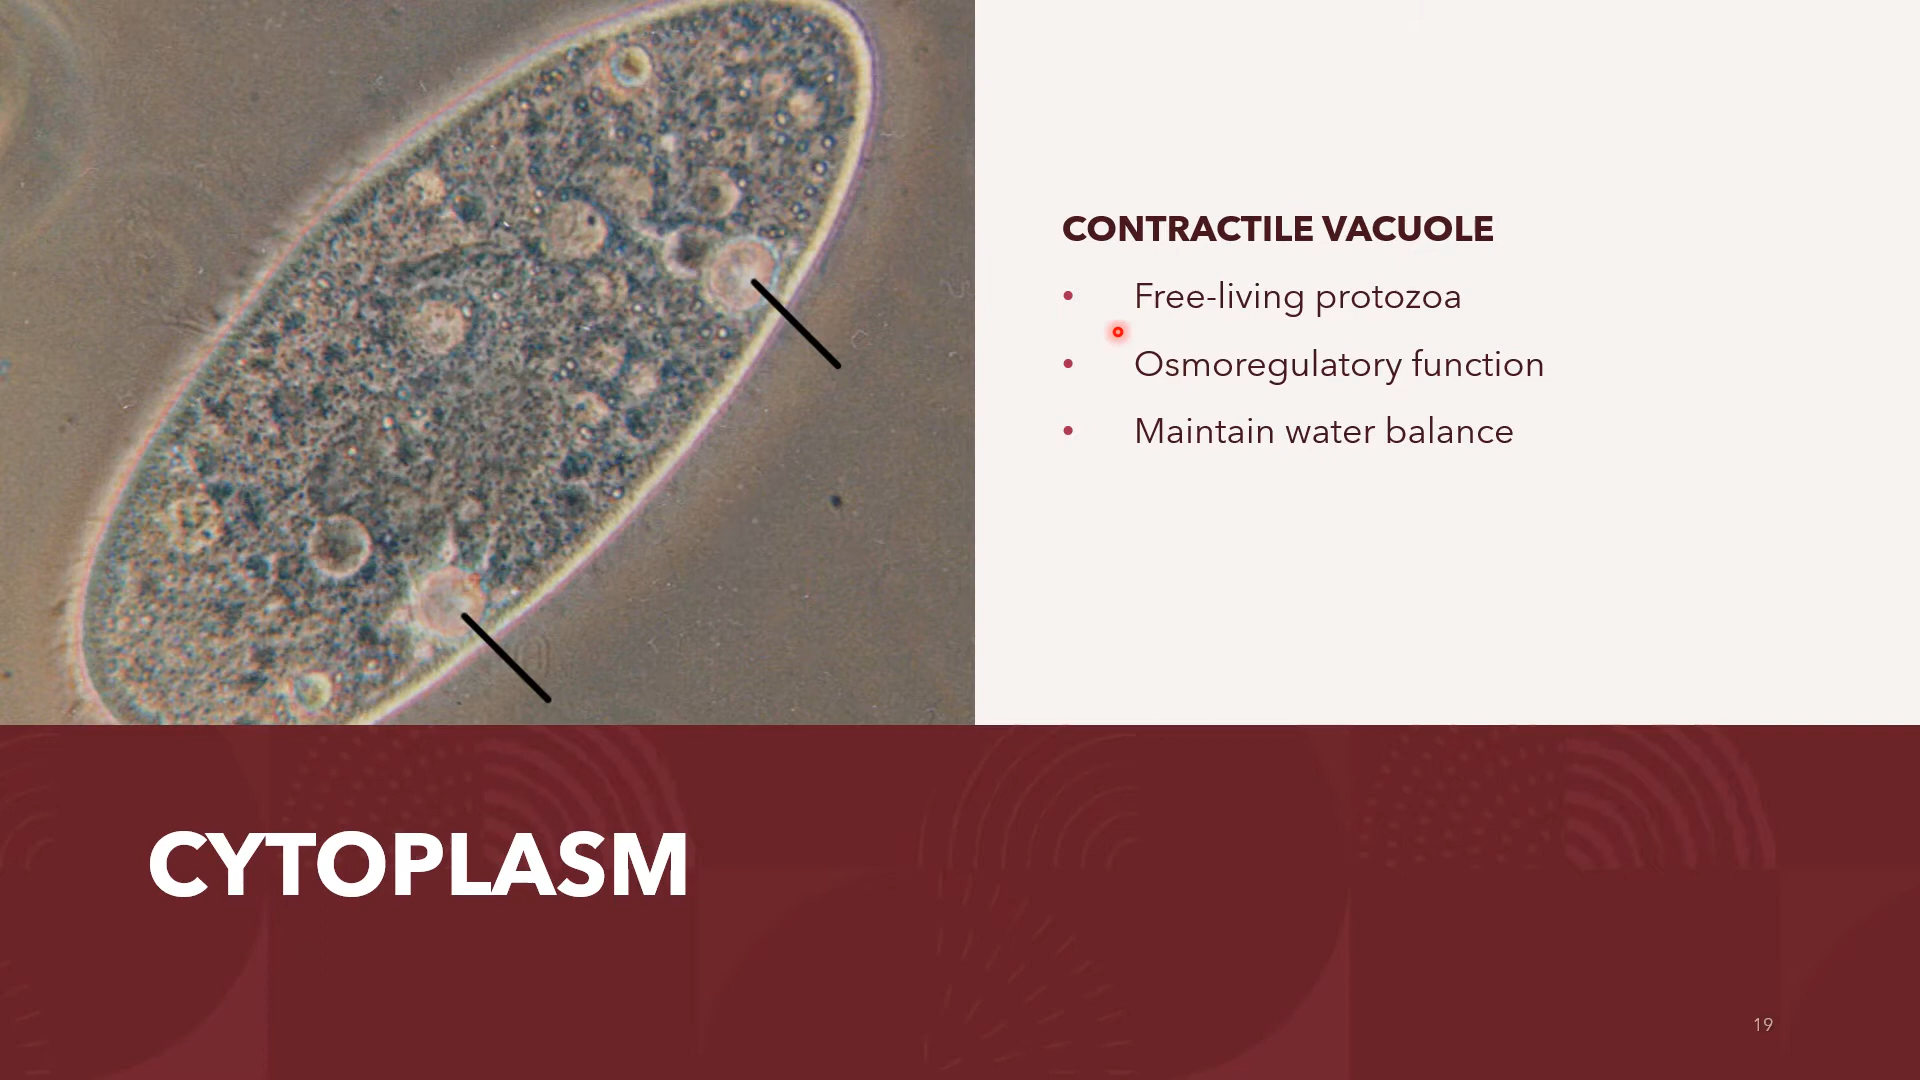 CONTRACTILE VACUOLE
• Free-living protozoa
• Osmoregulatory function
• Maintain water balance
CYTOPLASM
19